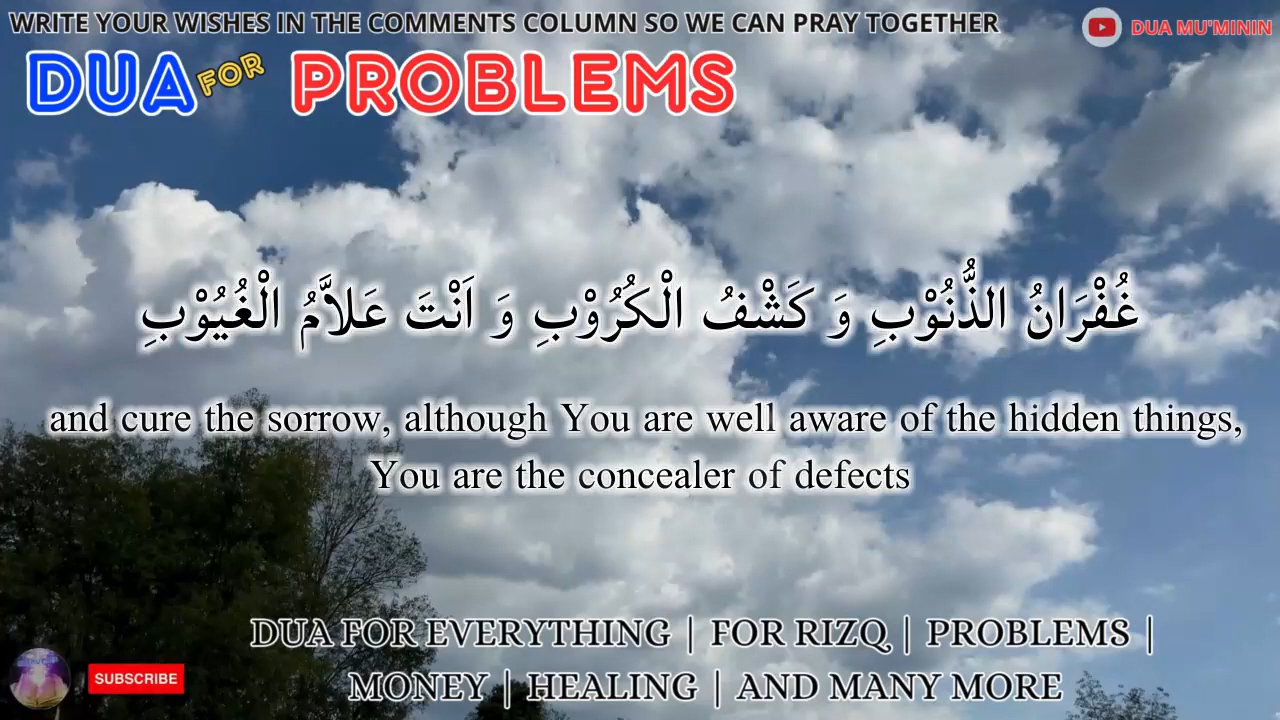 WRITE YOUR WISHES IN THE COMMENTS COLUMN SO WE CAN PRAY TOGETHER
DUA MU'MININ
DUA FOR PROBLEMS
غُفْرَانُ الذُّنُوْبِ وَ كَشْفُ الْكُرُوْبِ وَ اَنْتَ عَلاَّمُ الْغُيُوْبِ
and cure the sorrow, although You are well aware of the hidden things,
You are the concealer of defects
DUA FOR EVERYTHING | FOR RIZQ | PROBLEMS |
MONEY | HEALING | AND MANY MORE
SUBSCRIBE